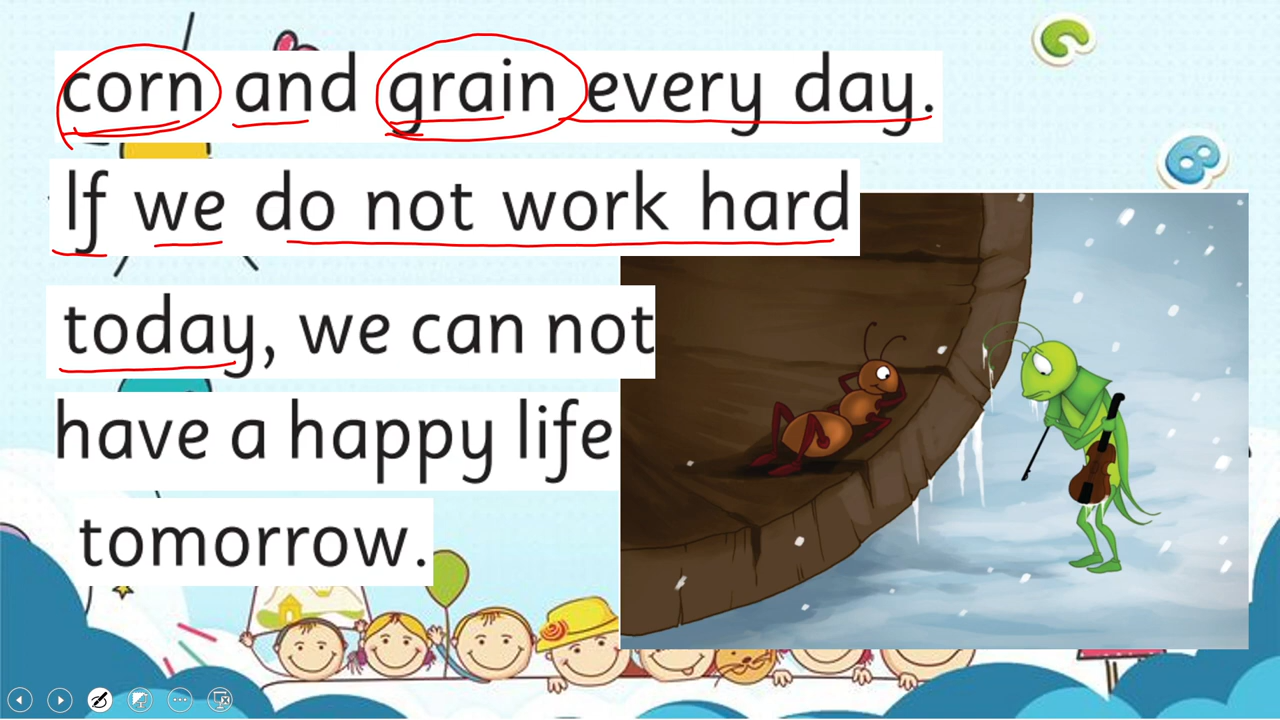 corn and grain every day.
If we do not work hard
today, we can not
have a happy life
tomorrow.